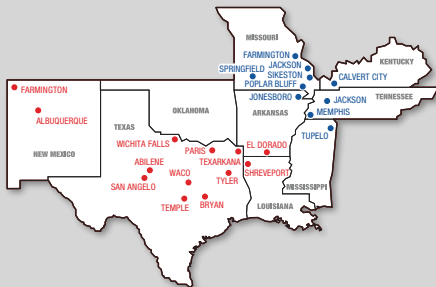 MISSOURI
FARMINGTON
JACKSON
SPRINGFIELD
SIKESTON
POPLAR BLUFF
JONESBORO
KENTUCKY
CALVERT CITY
TENNESSEE
JACKSON
MEMPHIS
TUPELO
FARMINGTON
ALBUQUERQUE
NEW MEXICO
OKLAHOMA
ARKANSAS
TEXAS
WICHITA FALLS
PARIS
EL DORADO
ABILENE
TEXARKANA
SHREVEPORT
SAN ANGELO
WACO
TYLER
TEMPLE
BRYAN
LOUISIANA
MISSISSIPPI